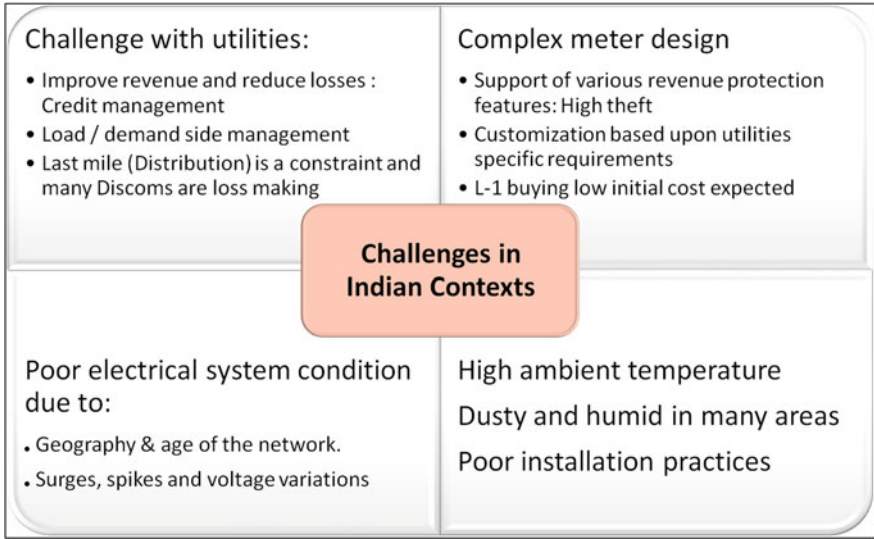 Challenge with utilities:
• Improve revenue and reduce losses :
Credit management
• Load / demand side management
• Last mile (Distribution) is a constraint and
many Discoms are loss making
Complex meter design
• Support of various revenue protection
features: High theft
• Customization based upon utilities
specific requirements
• L-1 buying low initial cost expected
Challenges in
Indian Contexts
Poor electrical system condition
due to:
. Geography & age of the network.
. Surges, spikes and voltage variations
High ambient temperature
Dusty and humid in many areas
Poor installation practices